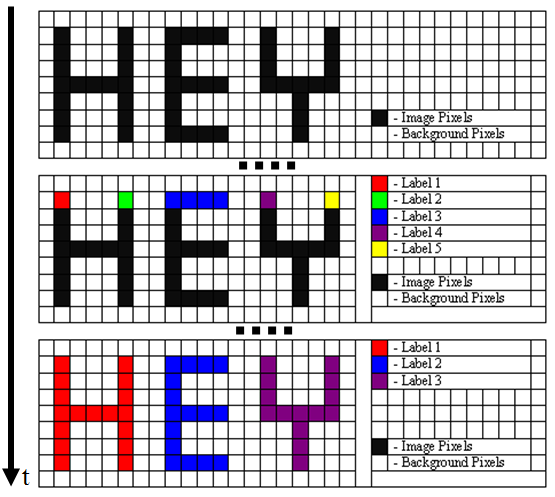 HEY
- Image Pixels
- Background Pixels
HEY
- Label 1
- Label 2
- Label 3
- Label 4
- Label 5
- Image Pixels
- Background Pixels
HEY
- Label 1
- Label 2
- Label 3
- Image Pixels
- Background Pixels
t